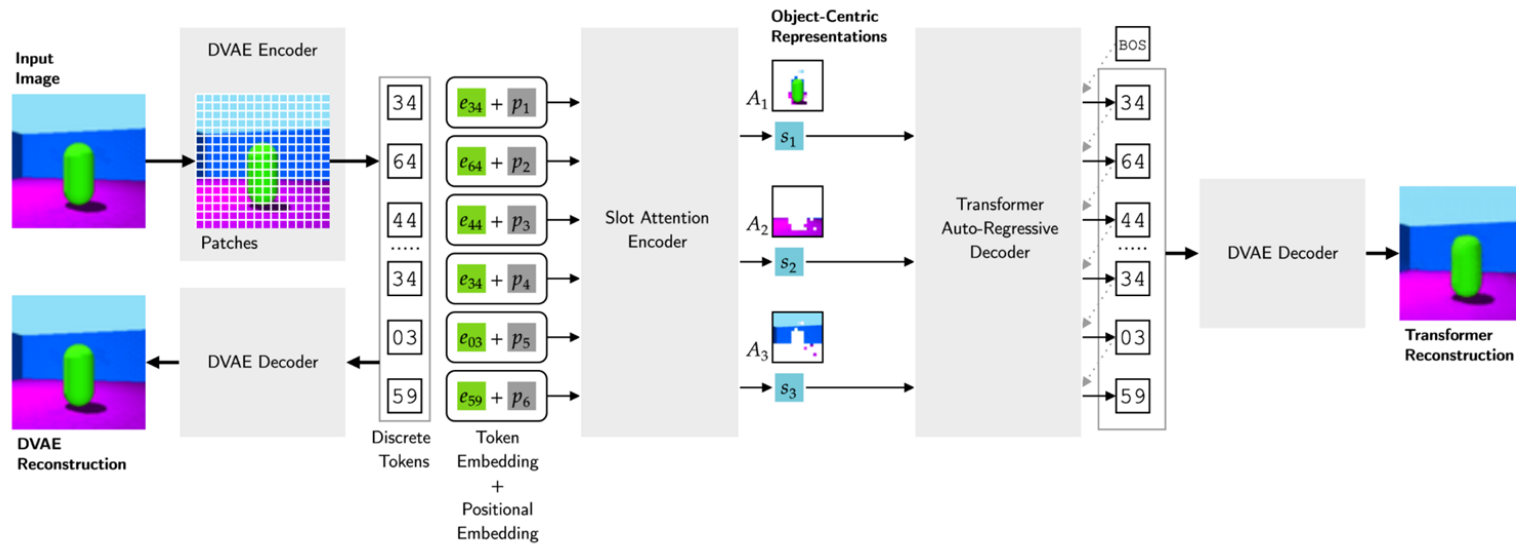 Input
Image
DVAE Encoder
Patches
34
64
44
.....
34
03
59
Discrete
Tokens
DVAE Decoder
DVAE
Reconstruction
e34 + p1
e64 + p2
e44 + p3
e34 + p4
e03 + p5
e59 + p6
Token
Embedding
+
Positional
Embedding
Slot Attention
Encoder
Object-Centric
Representations
A1
s1
A2
s2
A3
s3
Transformer
Auto-Regressive
Decoder
BOS
34
64
44
.....
34
03
59
DVAE Decoder
Transformer
Reconstruction